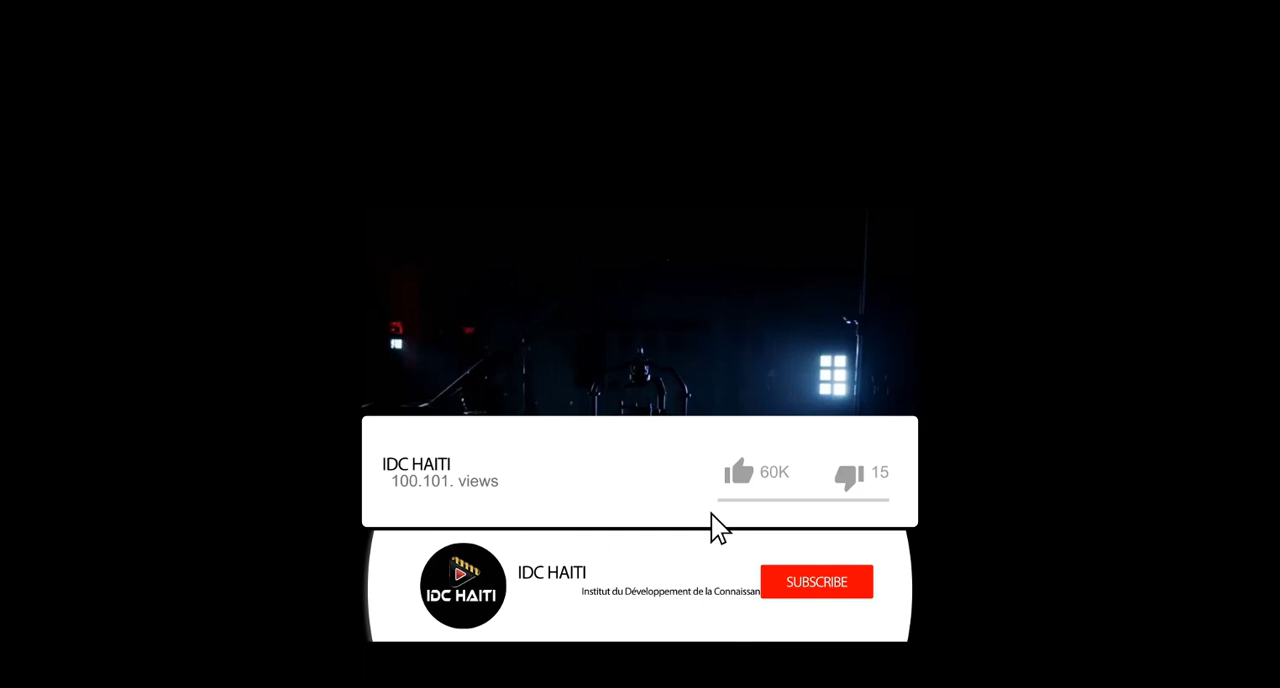 IDC HAITI
100.101. views
60K
15
IDC HAITI
IDC HAITI
Institut du Développement de la Connaissan
SUBSCRIBE